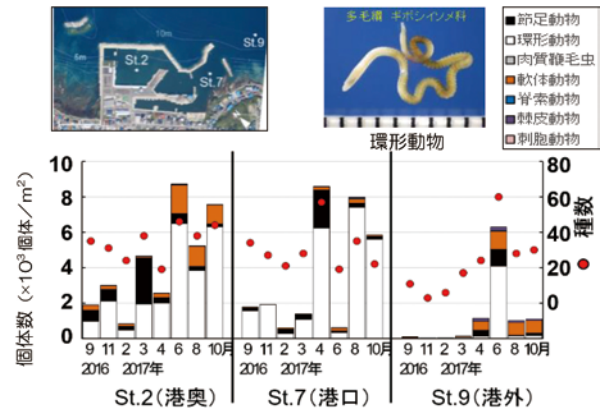 10m
5m
St.9
St.2
St.7
多毛綱 ギボシイソメ科
環形動物
節足動物
環形動物
肉質鞭毛虫
軟体動物
脊索動物
棘皮動物
刺胞動物
個体数 (×10³個体/m²)
10
8
6
4
2
0
80
60
40
20
0
種数
9 11 2 3 4 6 8 10月
2016 2017年
9 11 2 3 4 6 8 10月
2016 2017年
9 11 2 3 4 6 8 10月
2016 2017年
St.2(港奥)
St.7(港口)
St.9(港外)